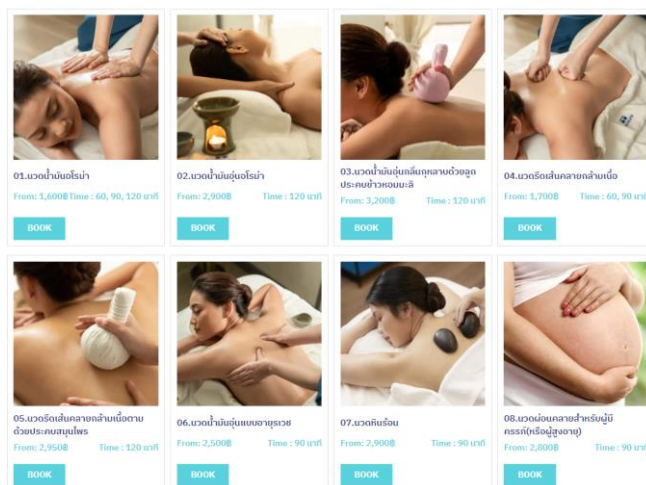 01.นวดน้ำมันอโรม่า
From: 1,600฿ Time : 60, 90, 120 นาที
BOOK
02.นวดน้ำมันอุ่นอโรม่า
From: 2,900฿ Time : 120 นาที
BOOK
03.นวดน้ำมันอุ่นกลิ่นกุหลาบด้วยลูก
ประคบข้าวหอมมะลิ
From: 3,200฿ Time : 120 นาที
BOOK
04.นวดรีดเส้นคลายกล้ามเนื้อ
From: 1,700฿ Time : 60, 90 นาที
BOOK
05.นวดรีดเส้นคลายกล้ามเนื้อตาม
ด้วยประคบสมุนไพร
From: 2,950฿ Time : 120 นาที
BOOK
06.นวดน้ำมันอุ่นแบบอายุรเวช
From: 2,500฿ Time : 90 นาที
BOOK
07.นวดหินร้อน
From: 2,900฿ Time : 90 นาที
BOOK
08.นวดผ่อนคลายสำหรับผู้มี
ครรภ์(หรือผู้สูงอายุ)
From: 2,800฿ Time : 90 นาที
BOOK